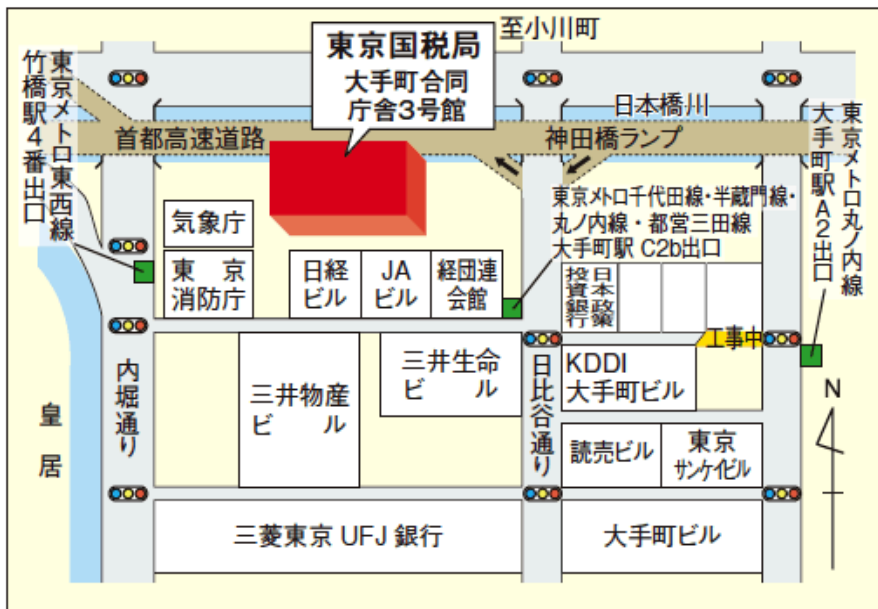 至小川町
東京国税局
大手町合同
庁舎3号館
東京メトロ東西線
竹橋駅4番出口
首都高速道路
日本橋川
神田橋ランプ
東京メトロ丸ノ内線
大手町駅A2出口
東京メトロ千代田線・半蔵門線・
丸ノ内線・都営三田線
大手町駅 C2b出口
気象庁
東京
消防庁
日経
ビル
JA
ビル
経団連
会館
日本政策
投資銀行
工事中
内堀通り
三井物産
ビル
三井生命
ビル
日比谷通り
KDDI
大手町ビル
読売ビル
東京
サンケイビル
皇居
N
三菱東京UFJ銀行
大手町ビル